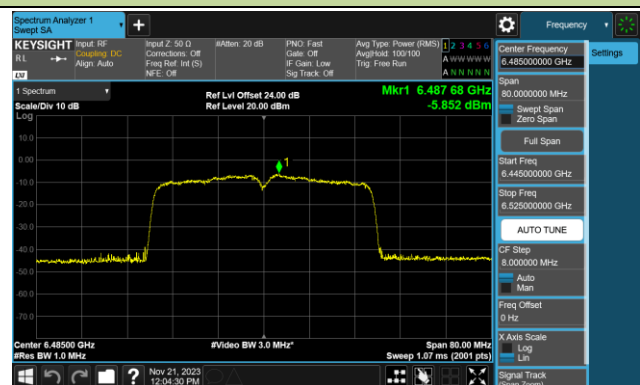 Spectrum Analyzer 1
Swept SA
+
Frequency
KEYSIGHT
R L
LXI
Input: RF
Coupling: DC
Align: Auto
Input Z: 50 Ω
Corrections: Off
Freq Ref: Int (S)
NFE: Off
#Atten: 20 dB
PNO: Fast
Gate: Off
IF Gain: Low
Sig Track: Off
Avg Type: Power (RMS)
Avg|Hold: 100/100
Trig: Free Run
1 2 3 4 5 6
A W W W W W
A N N N N N
Center Frequency
6.485000000 GHz
Settings
Span
80.0000000 MHz
Swept Span
Zero Span
Full Span
Start Freq
6.445000000 GHz
Stop Freq
6.525000000 GHz
AUTO TUNE
CF Step
8.000000 MHz
Auto
Man
Freq Offset
0 Hz
X Axis Scale
Log
Lin
Signal Track
(Span Zoom)
1 Spectrum
Scale/Div 10 dB
Log
Ref Lvl Offset 24.00 dB
Ref Level 20.00 dBm
Mkr1 6.487 68 GHz
-5.852 dBm
10.0
0.00
-10.0
-20.0
-30.0
-40.0
-50.0
-60.0
-70.0
1
Center 6.48500 GHz
#Res BW 1.0 MHz
#Video BW 3.0 MHz*
Span 80.00 MHz
Sweep 1.07 ms (2001 pts)
?
Nov 21, 2023
12:04:30 PM